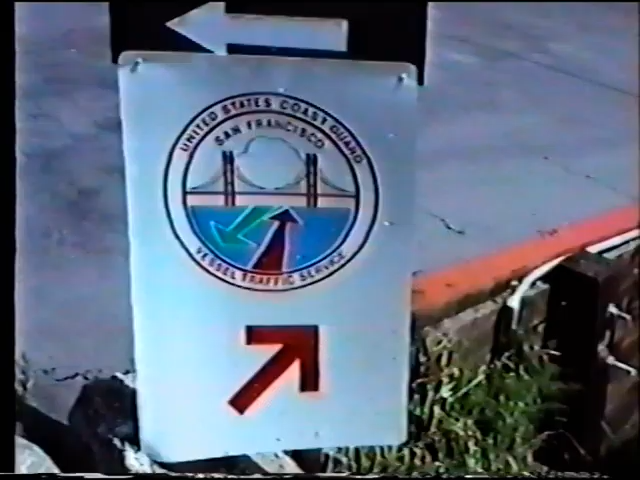 UNITED STATES COAST GUARD
SAN FRANCISCO
VESSEL TRAFFIC SERVICE